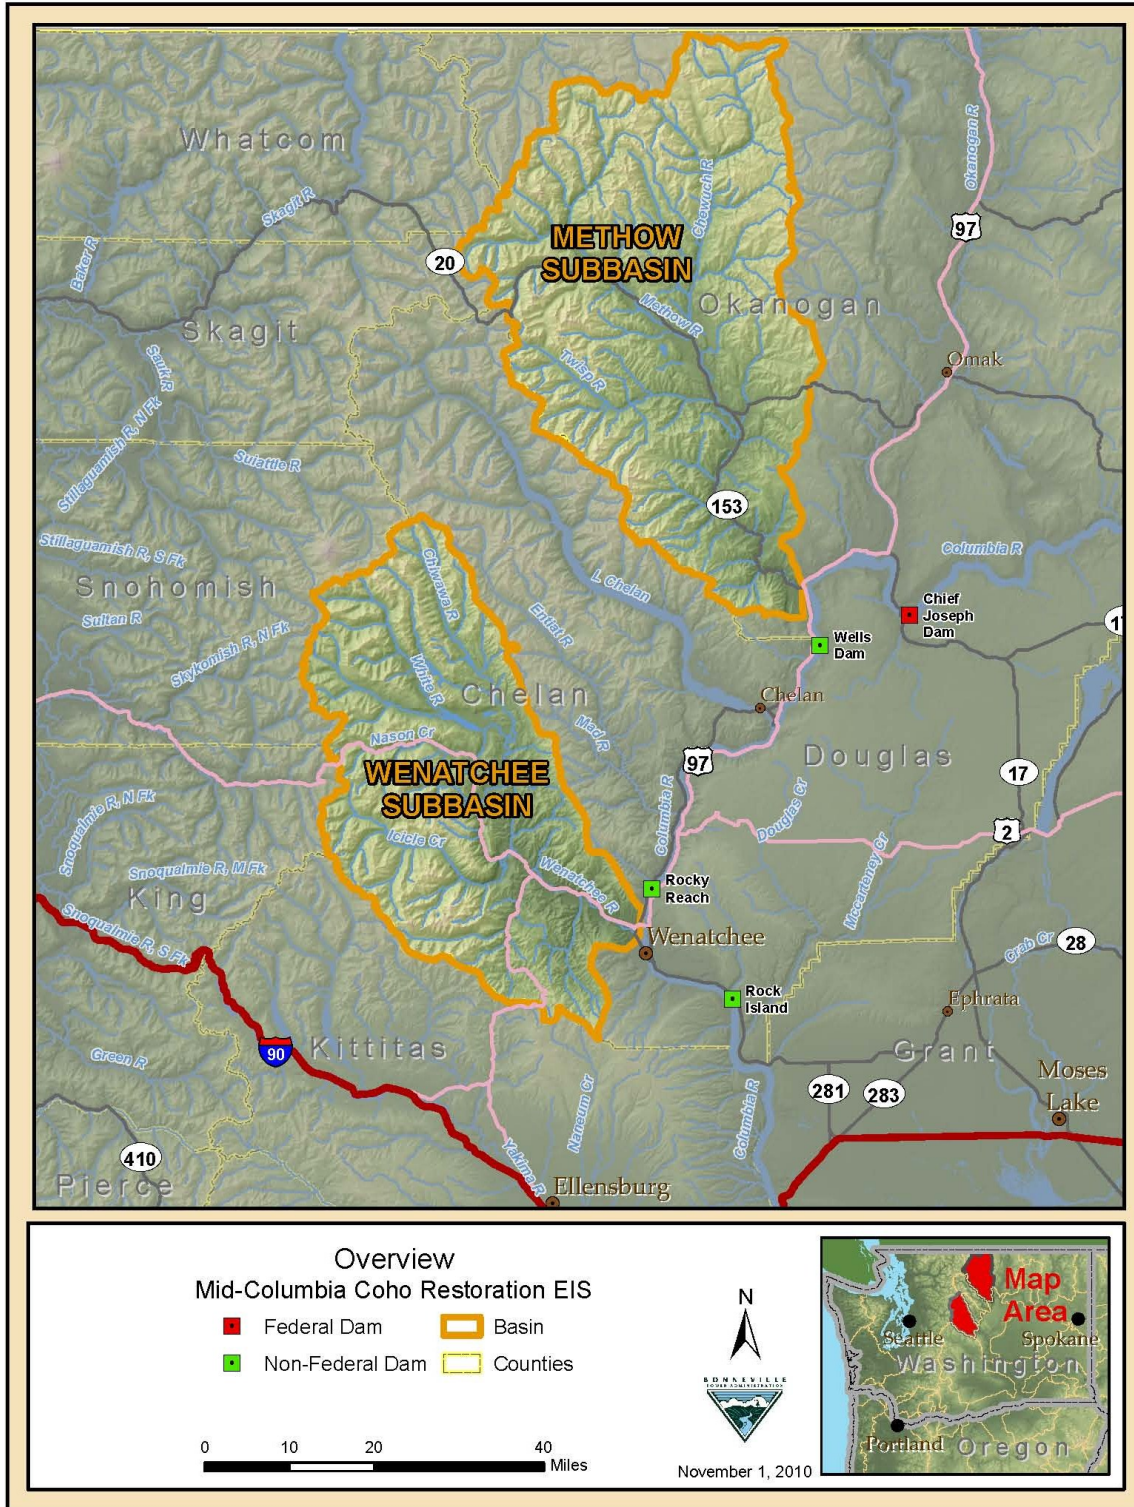 Whatcom
Skagit R
Baker R
20
Skagit
Sauk R
Stillaguamish R, N Fk
Suiattle R
Stillaguamish R, S Fk
Snohomish
Sultan R
Skykomish R, N Fk
METHOW
SUBBASIN
Chewuch R
Methow R
Twisp R
Okanogan
Okanogan R
97
Omak
153
Columbia R
Chief
Joseph
Dam
Wells
Dam
17
L Chelan
Entiat R
Chiwawa R
White R
Chelan
Chelan
Mad R
Nason Cr
WENATCHEE
SUBBASIN
Icicle Cr
Wenatchee R
97
Columbia R
Douglas
Douglas Cr
Mccarteney Cr
17
2
Snoqualmie R, N Fk
Snoqualmie R, M Fk
King
Snoqualmie R, S Fk
Rocky
Reach
Wenatchee
Rock
Island
Crab Cr
28
Ephrata
Grant
Moses
Lake
281
283
90
Kittitas
Green R
Naneum Cr
Columbia R
Yakima R
410
Pierce
Ellensburg
Overview
Mid-Columbia Coho Restoration EIS
Federal Dam
Basin
Non-Federal Dam
Counties
0 10 20 40
Miles
N
BONNEVILLE
POWER ADMINISTRATION
November 1, 2010
Map
Area
Seattle
Spokane
Washington
Portland
Oregon